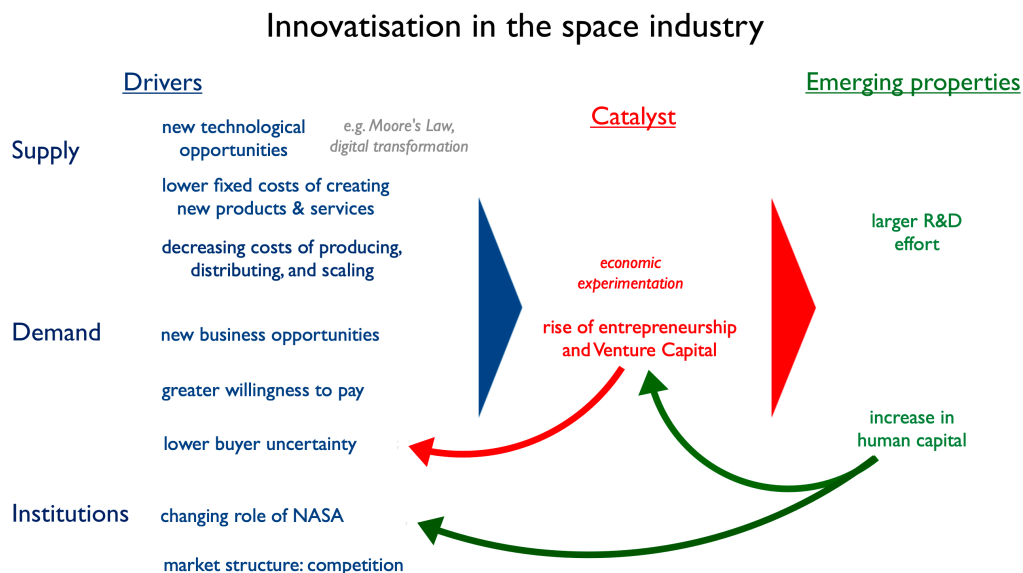 Innovatisation in the space industry
Drivers
Emerging properties
Catalyst
Supply
new technological
opportunities
e.g. Moore's Law,
digital transformation
lower fixed costs of creating
new products & services
decreasing costs of producing,
distributing, and scaling
larger R&D
effort
economic
experimentation
rise of entrepreneurship
and Venture Capital
Demand
new business opportunities
greater willingness to pay
lower buyer uncertainty
increase in
human capital
Institutions
changing role of NASA
market structure: competition